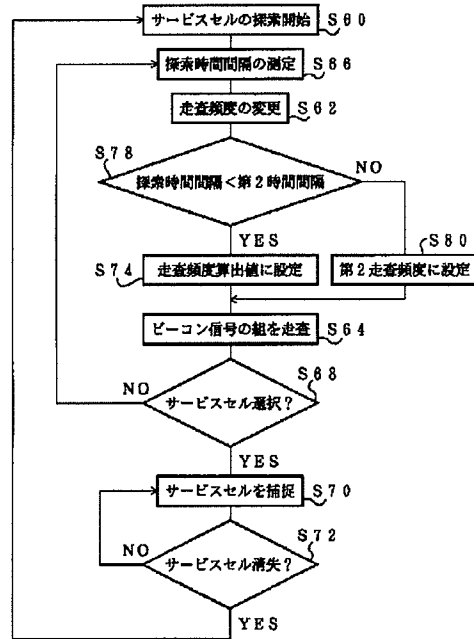 サービスセルの探索開始 S60
探索時間間隔の測定 S66
走査頻度の変更 S62
S78
探索時間間隔<第2時間間隔 NO
YES
S74 走査頻度算出値に設定
S80
第2走査頻度に設定
ビーコン信号の組を走査 S64
NO サービスセル選択? S68
YES
サービスセルを捕捉 S70
NO サービスセル消失? S72
YES